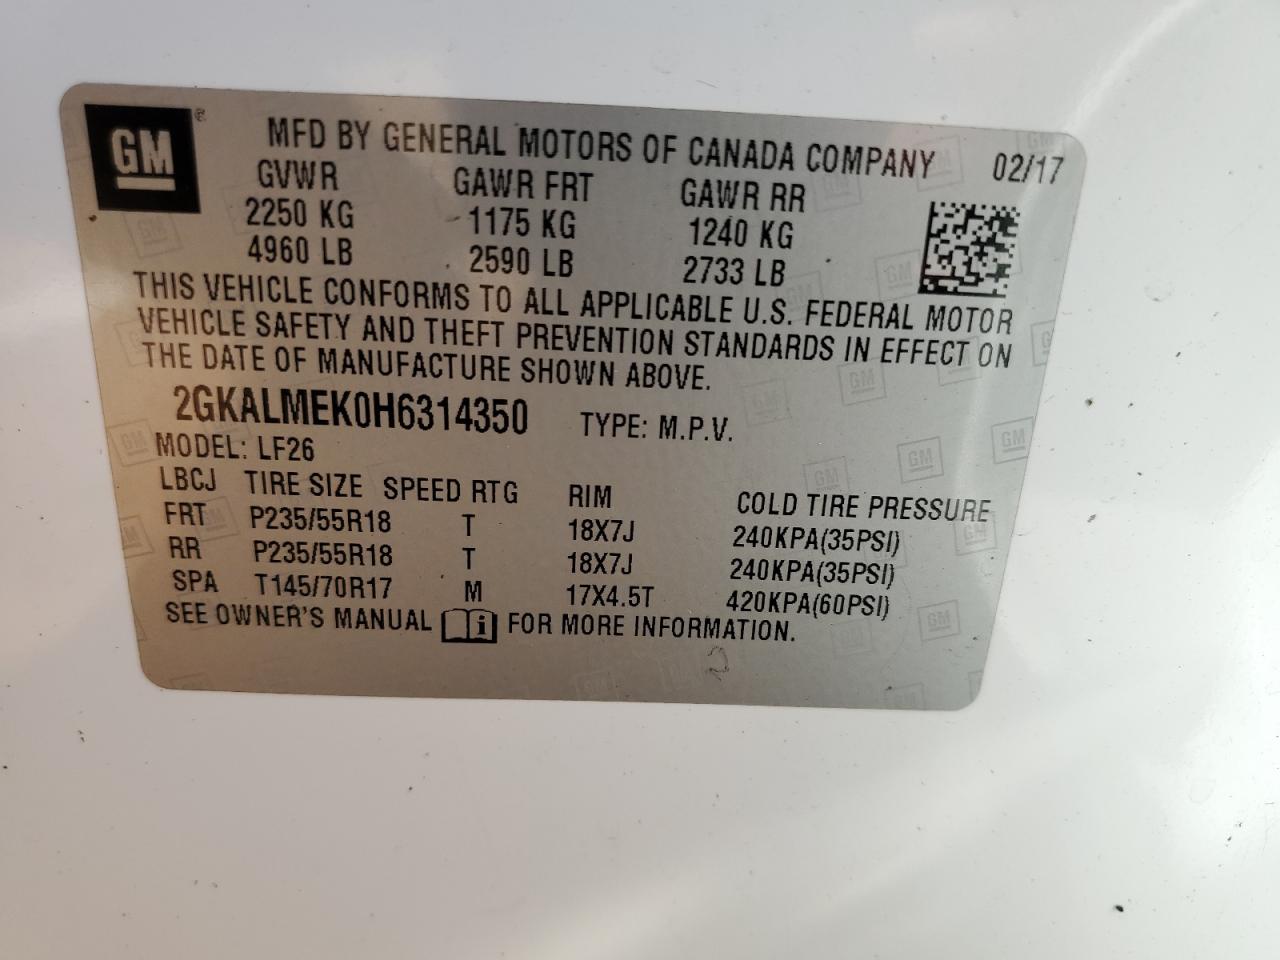 GM ®
MFD BY GENERAL MOTORS OF CANADA COMPANY 02/17
GVWR GAWR FRT GAWR RR
2250 KG 1175 KG 1240 KG
4960 LB 2590 LB 2733 LB
THIS VEHICLE CONFORMS TO ALL APPLICABLE U.S. FEDERAL MOTOR
VEHICLE SAFETY AND THEFT PREVENTION STANDARDS IN EFFECT ON
THE DATE OF MANUFACTURE SHOWN ABOVE.
2GKALMEK0H6314350 TYPE: M.P.V.
MODEL: LF26
LBCJ TIRE SIZE SPEED RTG RIM COLD TIRE PRESSURE
FRT P235/55R18 T 18X7J 240KPA(35PSI)
RR P235/55R18 T 18X7J 240KPA(35PSI)
SPA T145/70R17 M 17X4.5T 420KPA(60PSI)
SEE OWNER'S MANUAL i FOR MORE INFORMATION.